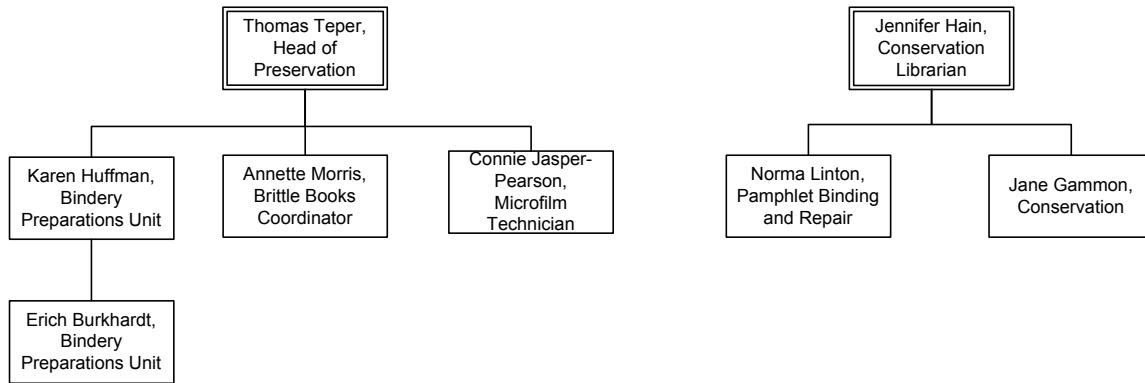 Thomas Teper,
Head of
Preservation
Jennifer Hain,
Conservation
Librarian
Karen Huffman,
Bindery
Preparations Unit
Annette Morris,
Brittle Books
Coordinator
Connie Jasper-
Pearson,
Microfilm
Technician
Norma Linton,
Pamphlet Binding
and Repair
Jane Gammon,
Conservation
Erich Burkhardt,
Bindery
Preparations Unit